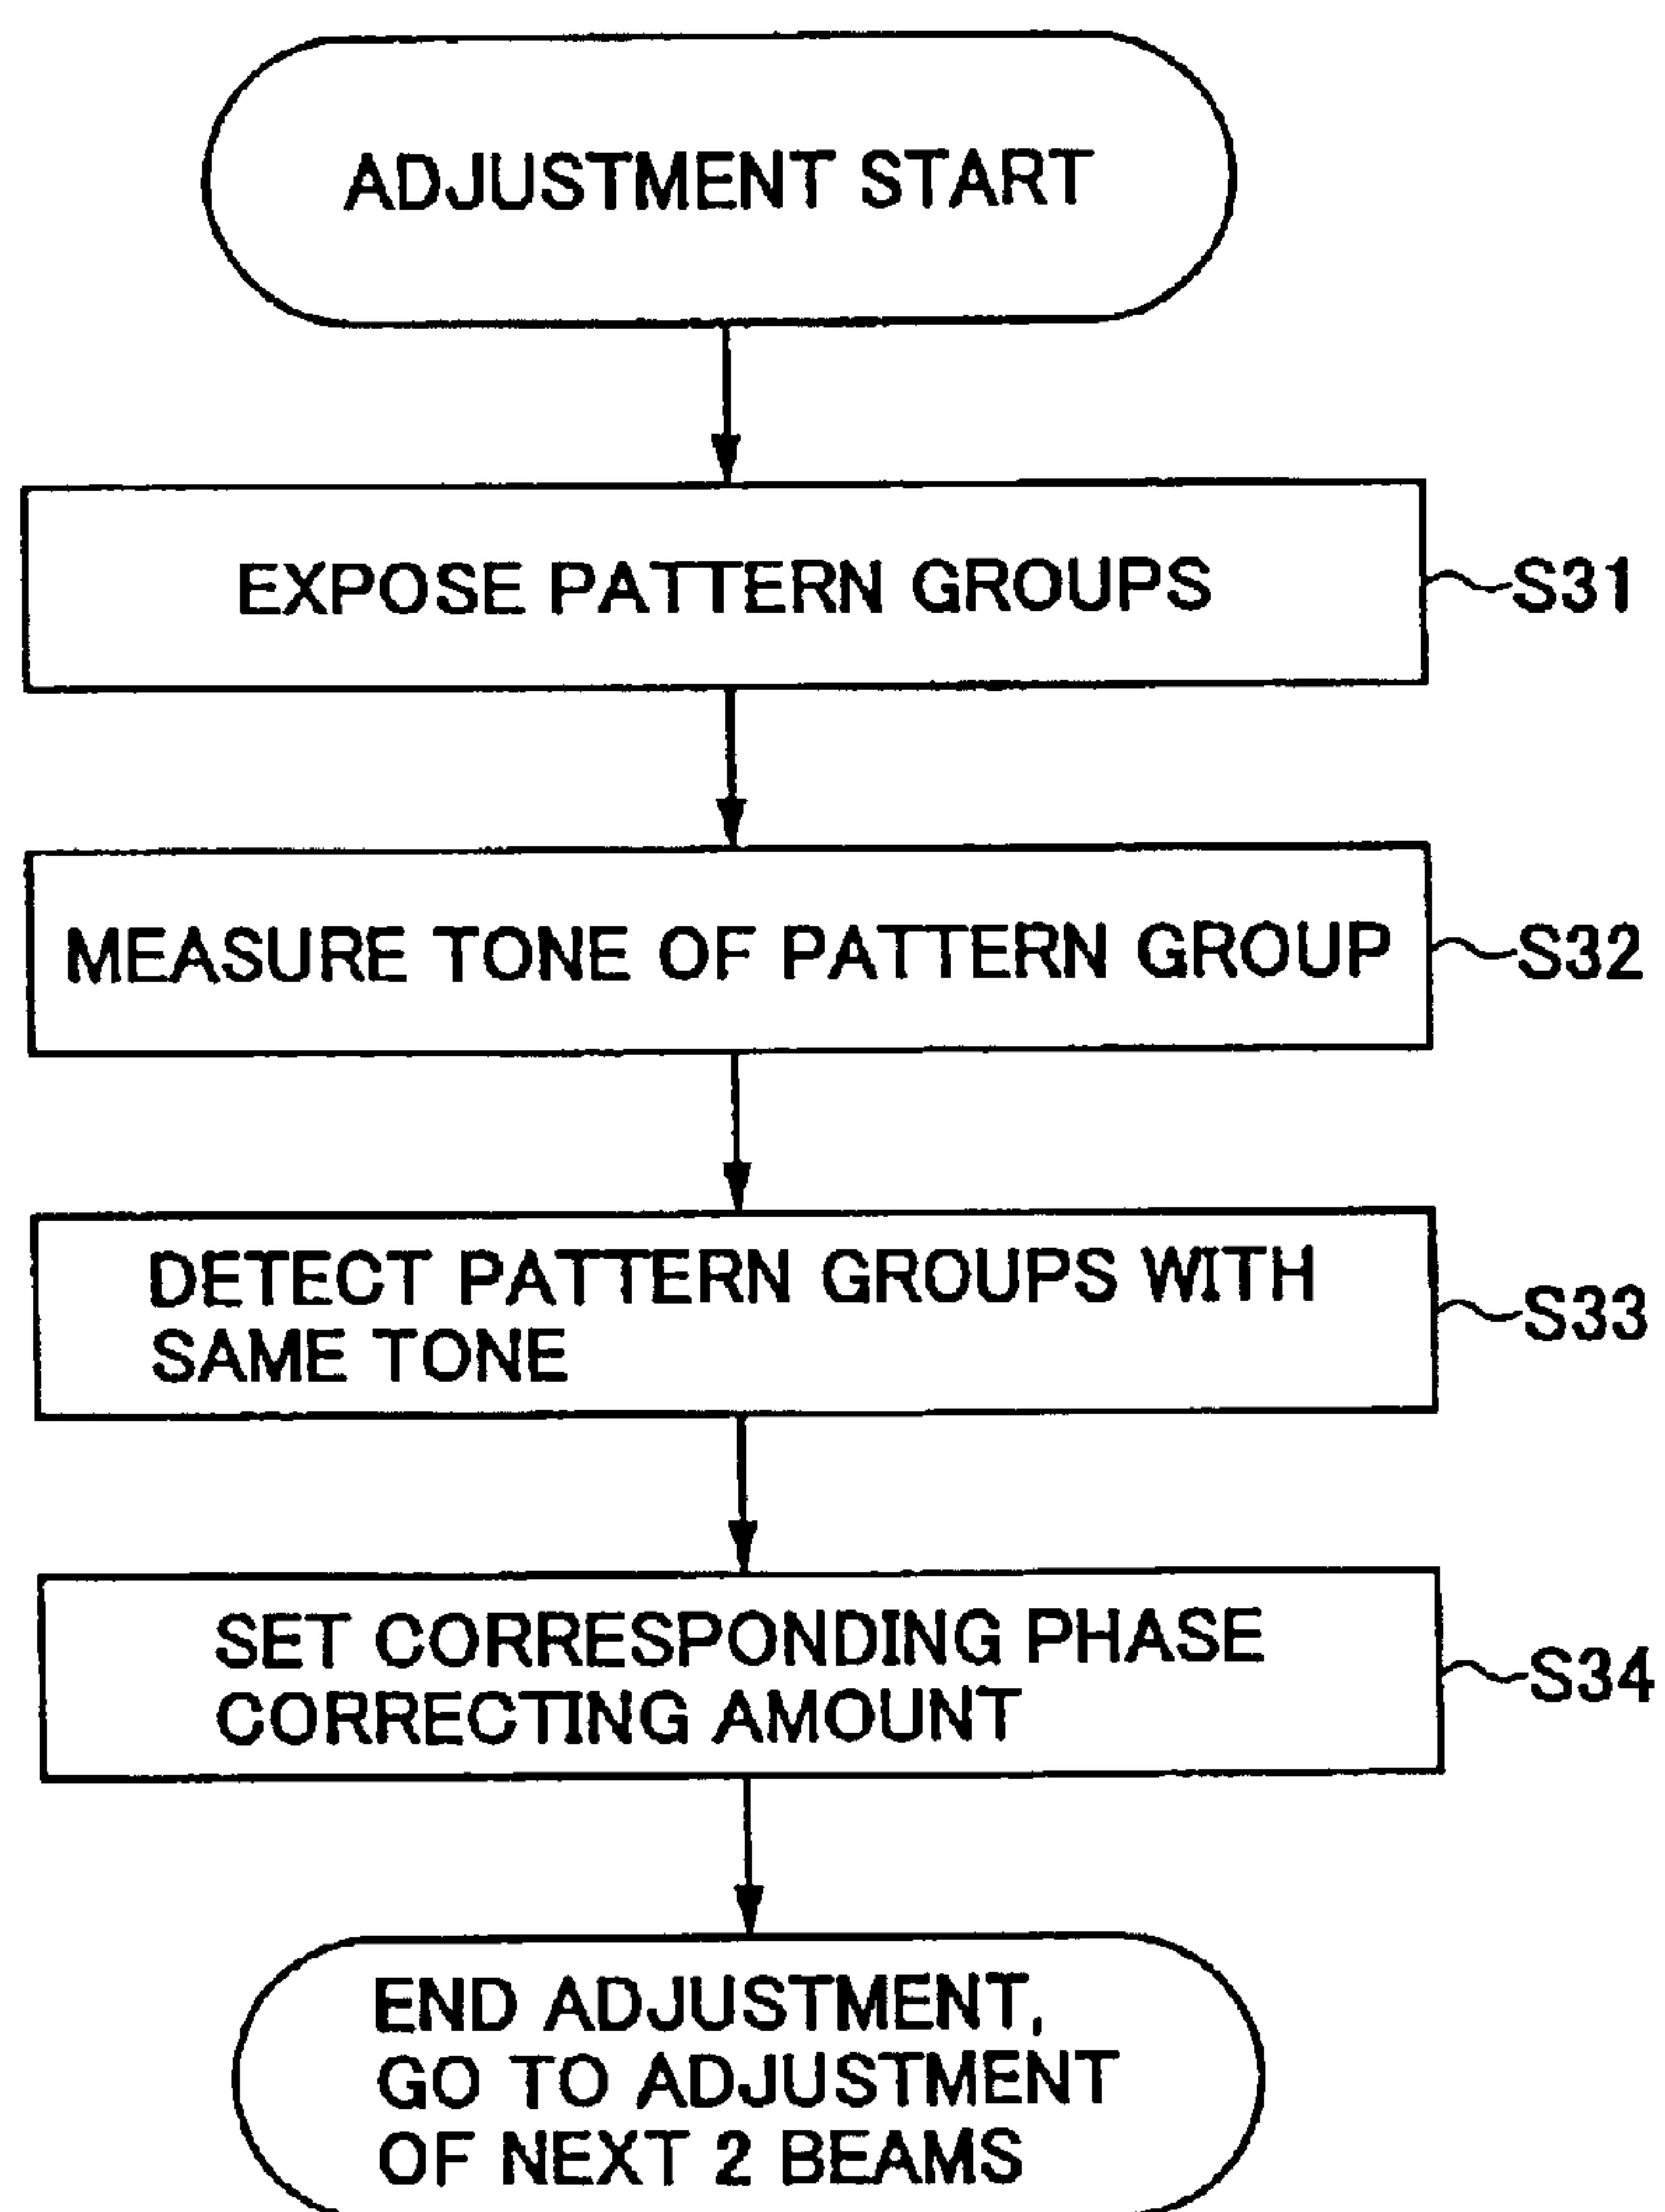 ADJUSTMENT START
EXPOSE PATTERN GROUPS
S31
MEASURE TONE OF PATTERN GROUP
S32
DETECT PATTERN GROUPS WITH
SAME TONE
S33
SET CORRESPONDING PHASE
CORRECTING AMOUNT
S34
END ADJUSTMENT,
GO TO ADJUSTMENT
OF NEXT 2 BEAMS